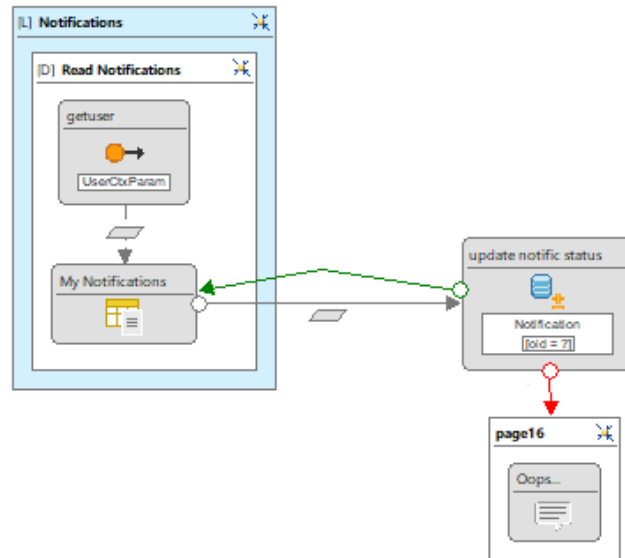 [L] Notifications
[D] Read Notifications
getuser
UserCtxParam
My Notifications
update notific status
Notification
[oid = ?]
page16
Oops...